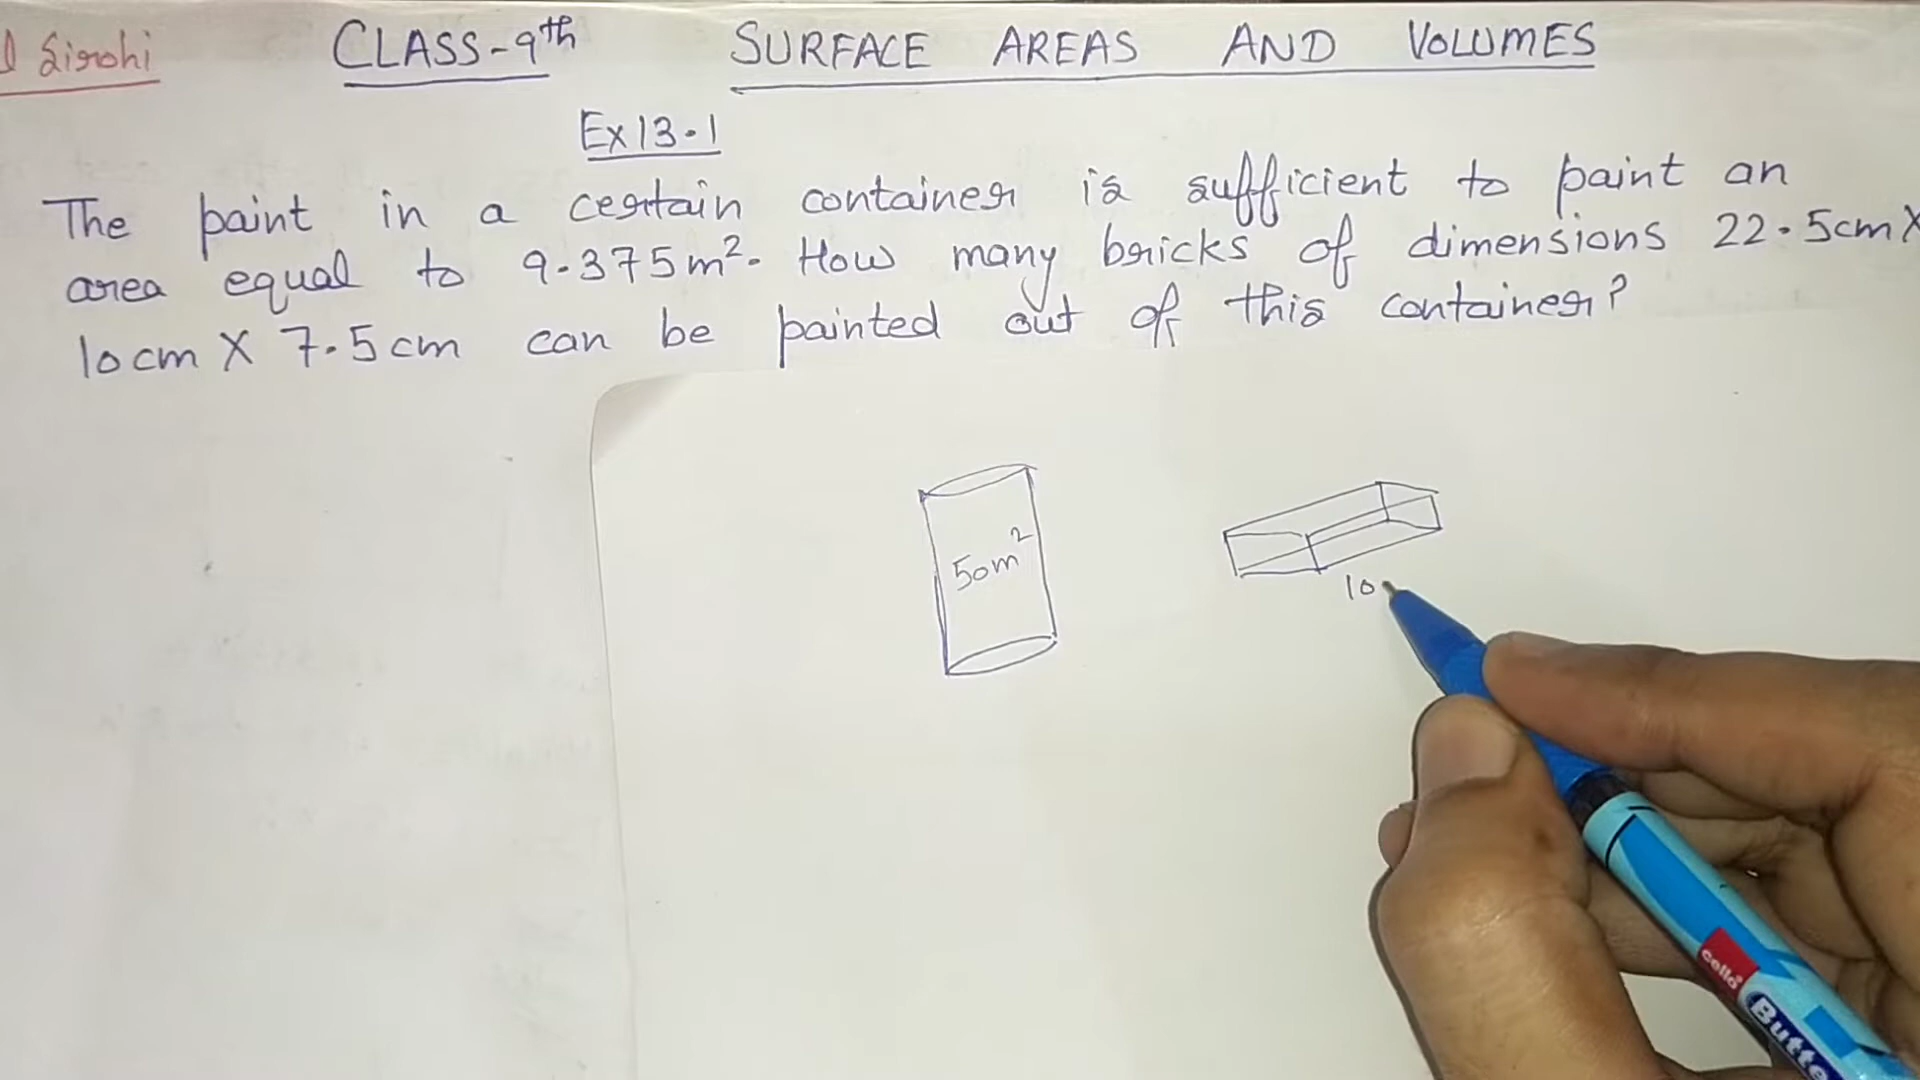 Sirohi CLASS-9th SURFACE AREAS AND VOLUMES
Ex 13.1
The paint in a certain container is sufficient to paint an
area equal to 9.375m². How many bricks of dimensions 22.5cm X
10cm X 7.5cm can be painted out of this container?
50m²
10
cello
Butte